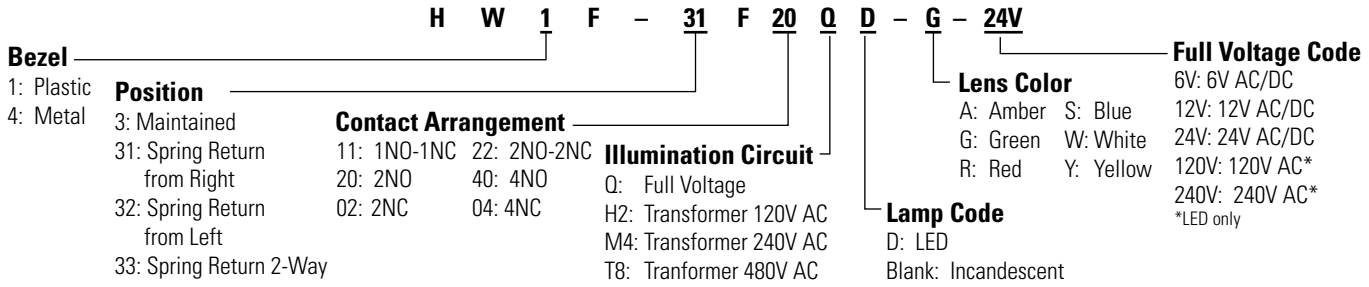 H W 1 F – 31 F 20 Q D – G – 24V
Bezel
1: Plastic
4: Metal
Position
3: Maintained
31: Spring Return
from Right
32: Spring Return
from Left
33: Spring Return 2-Way
Contact Arrangement
11: 1NO-1NC 22: 2NO-2NC
20: 2NO 40: 4NO
02: 2NC 04: 4NC
Illumination Circuit
Q: Full Voltage
H2: Transformer 120V AC
M4: Transformer 240V AC
T8: Tranformer 480V AC
Lamp Code
D: LED
Blank: Incandescent
Lens Color
A: Amber S: Blue
G: Green W: White
R: Red Y: Yellow
Full Voltage Code
6V: 6V AC/DC
12V: 12V AC/DC
24V: 24V AC/DC
120V: 120V AC*
240V: 240V AC*
*LED only